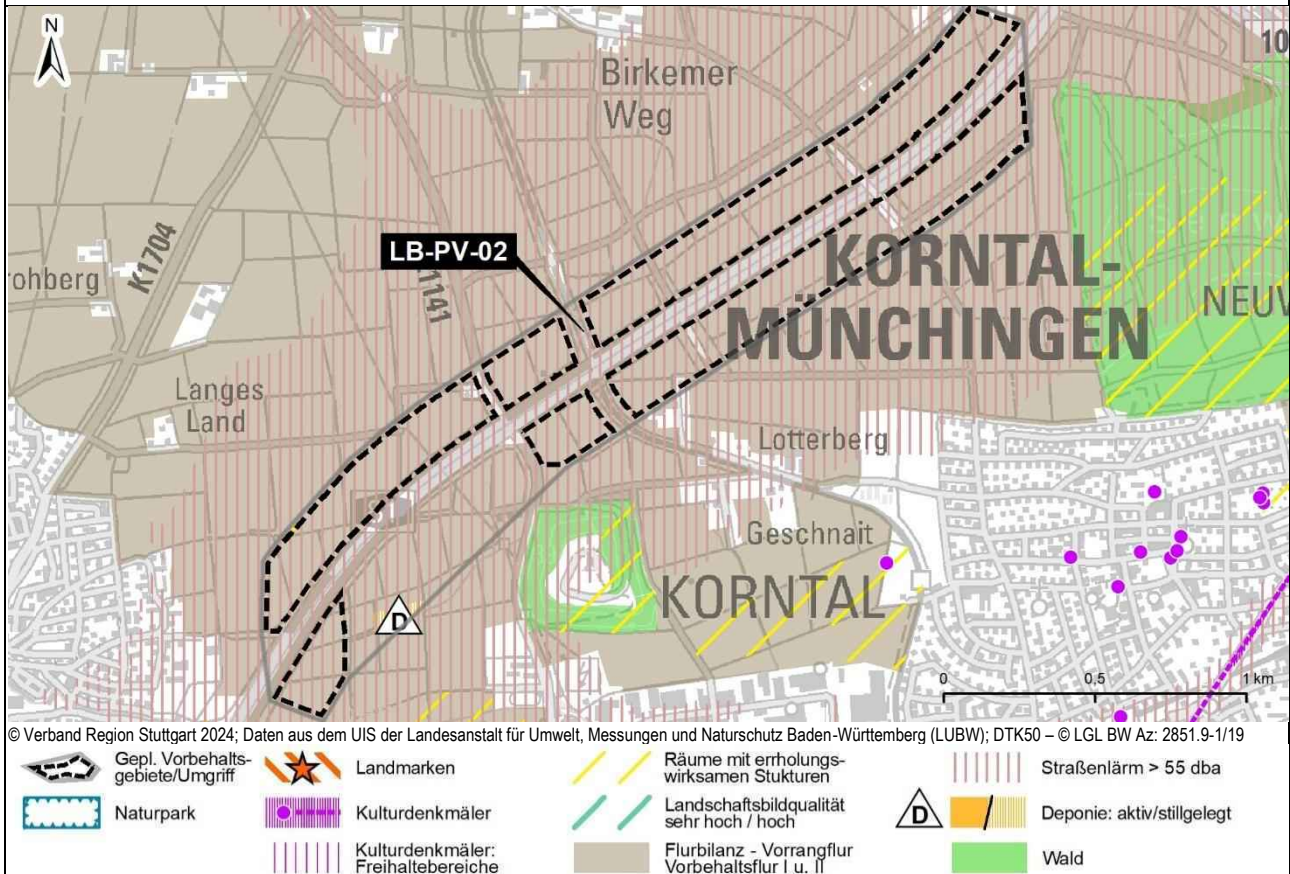 N
Birkemer
Weg
10
K1704
LB-PV-02
1141
rohberg
KORNTAL-
MÜNCHINGEN
NEUW
Langes
Land
Lotterberg
Geschnait
KORNTAL
D
0 0,5 1 km
© Verband Region Stuttgart 2024; Daten aus dem UIS der Landesanstalt für Umwelt, Messungen und Naturschutz Baden-Württemberg (LUBW); DTK50 – © LGL BW Az: 2851.9-1/19
Gepl. Vorbehalts-
gebiete/Umgriff
Landmarken
Räume mit errholungs-
wirksamen Stukturen
Straßenlärm > 55 dba
Naturpark
Kulturdenkmäler
Landschaftsbildqualität
sehr hoch / hoch
D
Deponie: aktiv/stillgelegt
Kulturdenkmäler:
Freihaltebereiche
Flurbilanz - Vorrangflur
Vorbehaltsflur I u. II
Wald